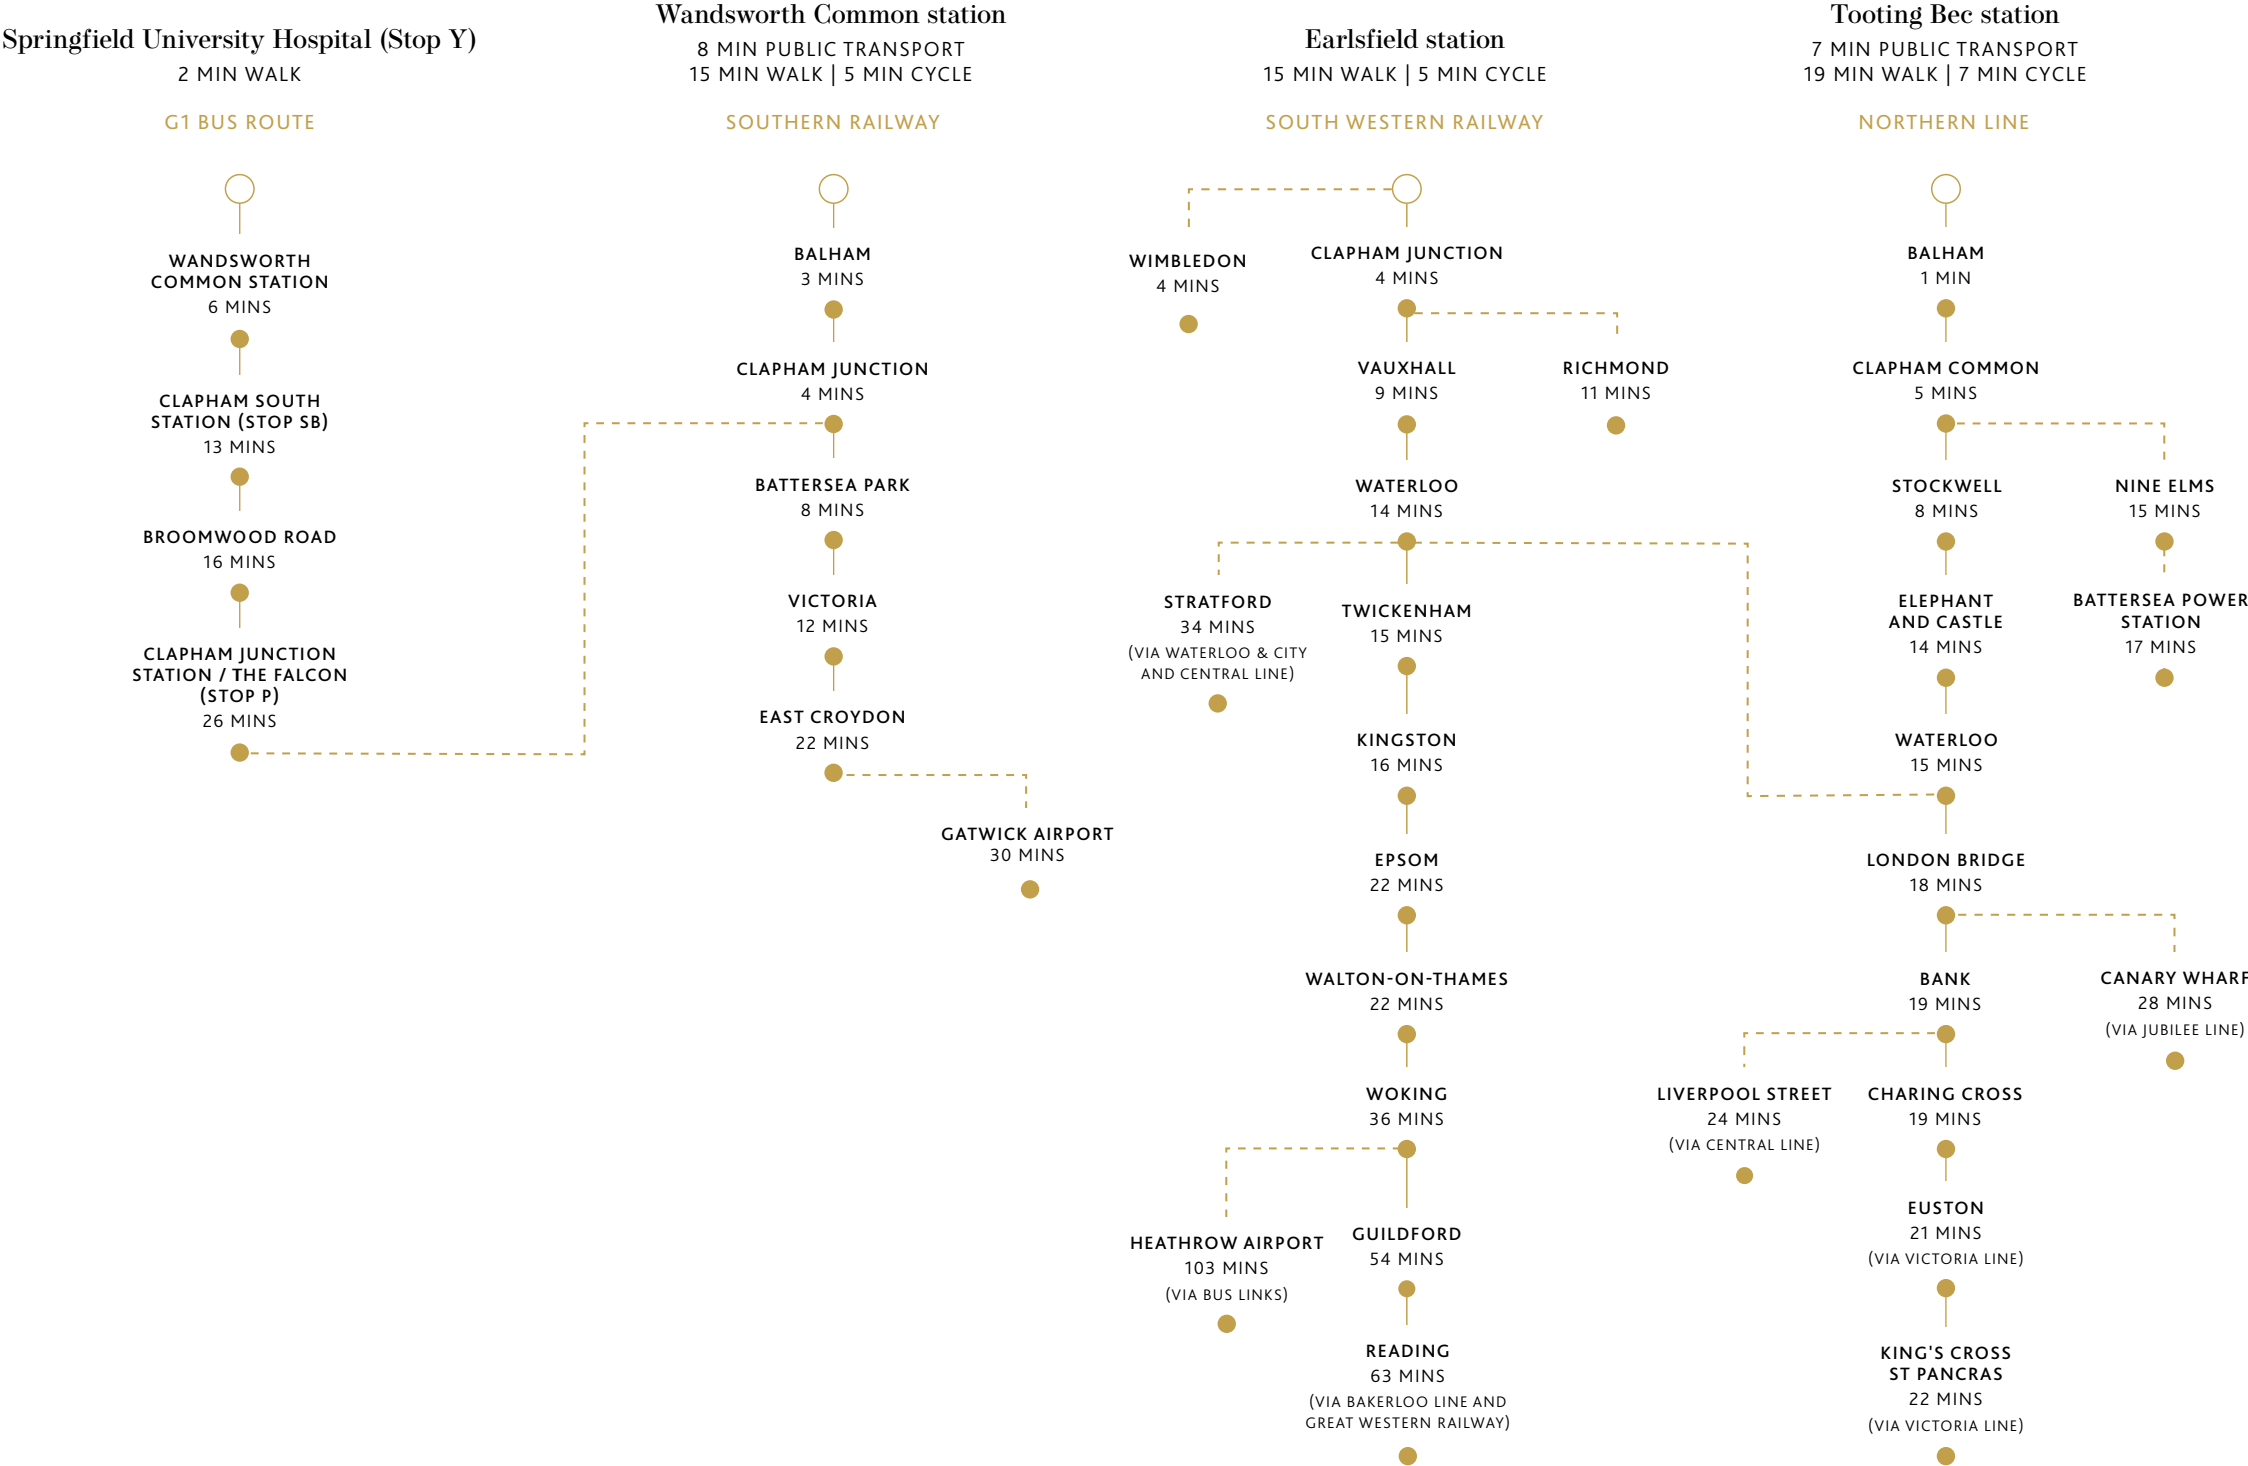 Springfield University Hospital (Stop Y)
2 MIN WALK
G1 BUS ROUTE
WANDSWORTH
COMMON STATION
6 MINS
CLAPHAM SOUTH
STATION (STOP SB)
13 MINS
BROOMWOOD ROAD
16 MINS
CLAPHAM JUNCTION
STATION / THE FALCON
(STOP P)
26 MINS
Wandsworth Common station
8 MIN PUBLIC TRANSPORT
15 MIN WALK | 5 MIN CYCLE
SOUTHERN RAILWAY
BALHAM
3 MINS
CLAPHAM JUNCTION
4 MINS
BATTERSEA PARK
8 MINS
VICTORIA
12 MINS
EAST CROYDON
22 MINS
GATWICK AIRPORT
30 MINS
Earlsfield station
15 MIN WALK | 5 MIN CYCLE
SOUTH WESTERN RAILWAY
WIMBLEDON
4 MINS
CLAPHAM JUNCTION
4 MINS
VAUXHALL
9 MINS
RICHMOND
11 MINS
WATERLOO
14 MINS
STRATFORD
34 MINS
(VIA WATERLOO & CITY
AND CENTRAL LINE)
TWICKENHAM
15 MINS
KINGSTON
16 MINS
EPSOM
22 MINS
WALTON-ON-THAMES
22 MINS
WOKING
36 MINS
HEATHROW AIRPORT
103 MINS
(VIA BUS LINKS)
GUILDFORD
54 MINS
READING
63 MINS
(VIA BAKERLOO LINE AND
GREAT WESTERN RAILWAY)
Tooting Bec station
7 MIN PUBLIC TRANSPORT
19 MIN WALK | 7 MIN CYCLE
NORTHERN LINE
BALHAM
1 MIN
CLAPHAM COMMON
5 MINS
STOCKWELL
8 MINS
NINE ELMS
15 MINS
ELEPHANT
AND CASTLE
14 MINS
BATTERSEA POWER
STATION
17 MINS
WATERLOO
15 MINS
LONDON BRIDGE
18 MINS
BANK
19 MINS
CANARY WHARF
28 MINS
(VIA JUBILEE LINE)
LIVERPOOL STREET
24 MINS
(VIA CENTRAL LINE)
CHARING CROSS
19 MINS
EUSTON
21 MINS
(VIA VICTORIA LINE)
KING'S CROSS
ST PANCRAS
22 MINS
(VIA VICTORIA LINE)